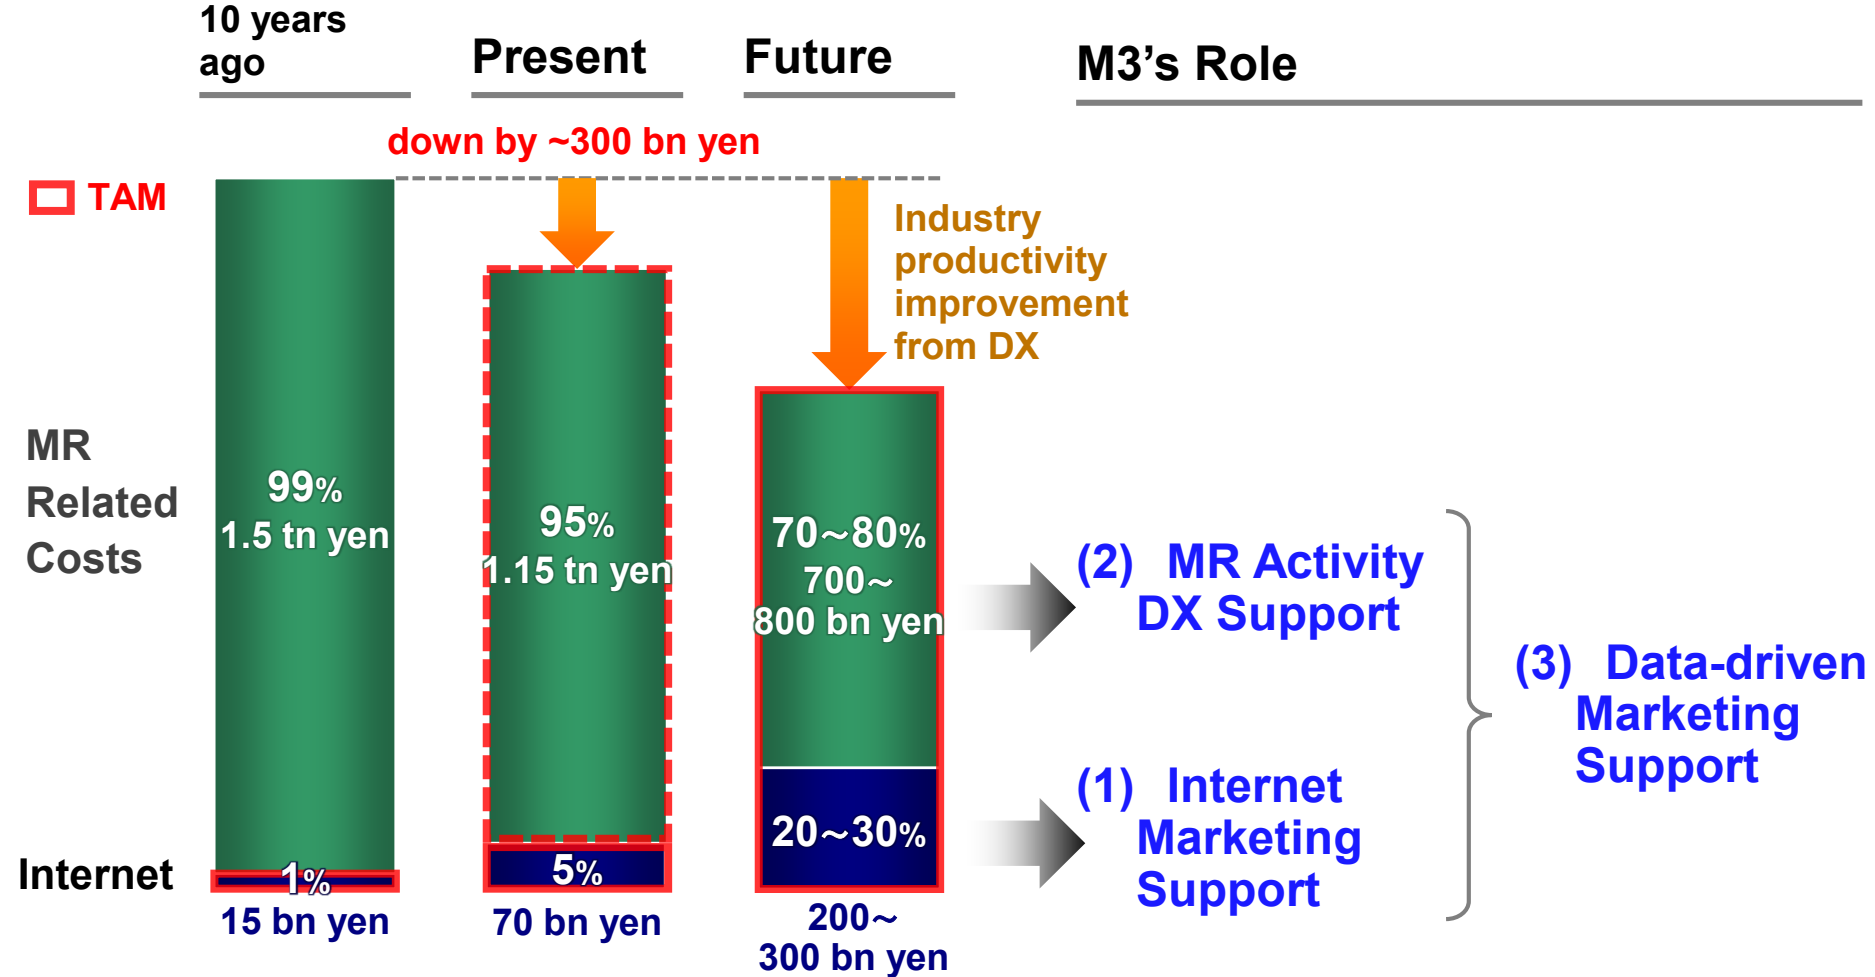 10 years
ago
Present
Future
M3's Role
down by ~300 bn yen
TAM
Industry
productivity
improvement
from DX
MR
Related
Costs
99%
1.5 tn yen
95%
1.15 tn yen
70～80%
700～
800 bn yen
(2) MR Activity
DX Support
(3) Data-driven
Marketing
Support
(1) Internet
Marketing
Support
20～30%
Internet
1%
5%
15 bn yen
70 bn yen
200～
300 bn yen